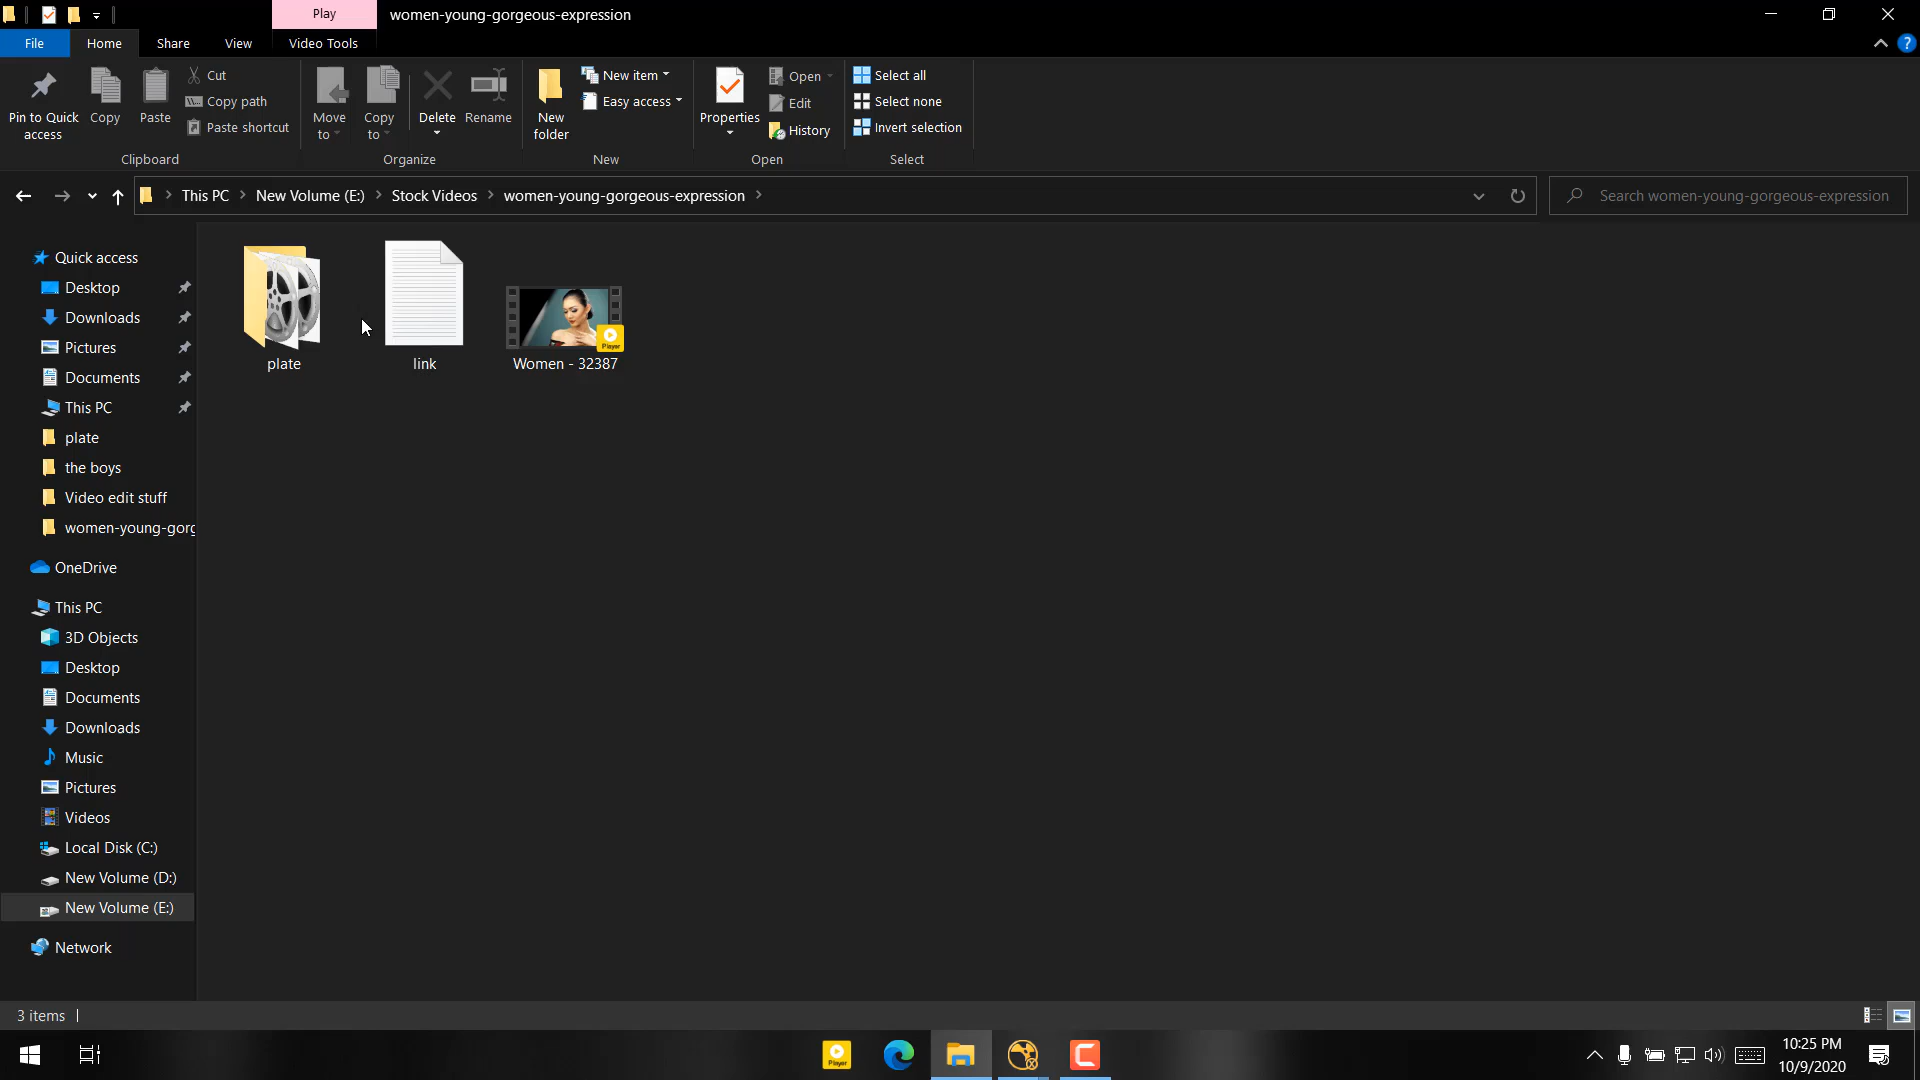 Play
women-young-gorgeous-expression
File
Home
Share
View
Video Tools
Pin to Quick access
Copy
Paste
Cut
Copy path
Paste shortcut
Clipboard
Move to
Copy to
Delete
Rename
Organize
New folder
New item
Easy access
New
Properties
Open
Edit
History
Open
Select all
Select none
Invert selection
Select
This PC
New Volume (E:)
Stock Videos
women-young-gorgeous-expression
Search women-young-gorgeous-expression
Quick access
Desktop
Downloads
Pictures
Documents
This PC
plate
the boys
Video edit stuff
women-young-gorg
OneDrive
This PC
3D Objects
Desktop
Documents
Downloads
Music
Pictures
Videos
Local Disk (C:)
New Volume (D:)
New Volume (E:)
Network
plate
link
Player
Women - 32387
3 items
Player
10:25 PM
10/9/2020